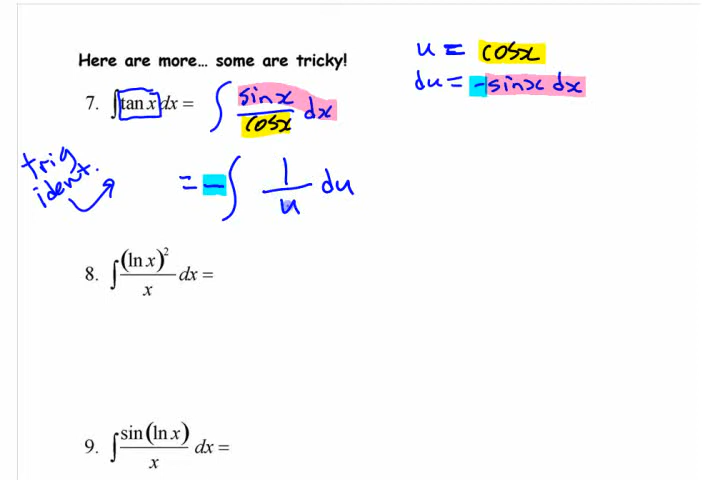 Here are more... some are tricky!
u = cosx
du = -sinx dx
7. ∫ tan x dx = ∫ sinx/cosx dx
trig ident.
= - ∫ 1/u du
8. ∫ (ln x)²/x dx =
9. ∫ sin(ln x)/x dx =